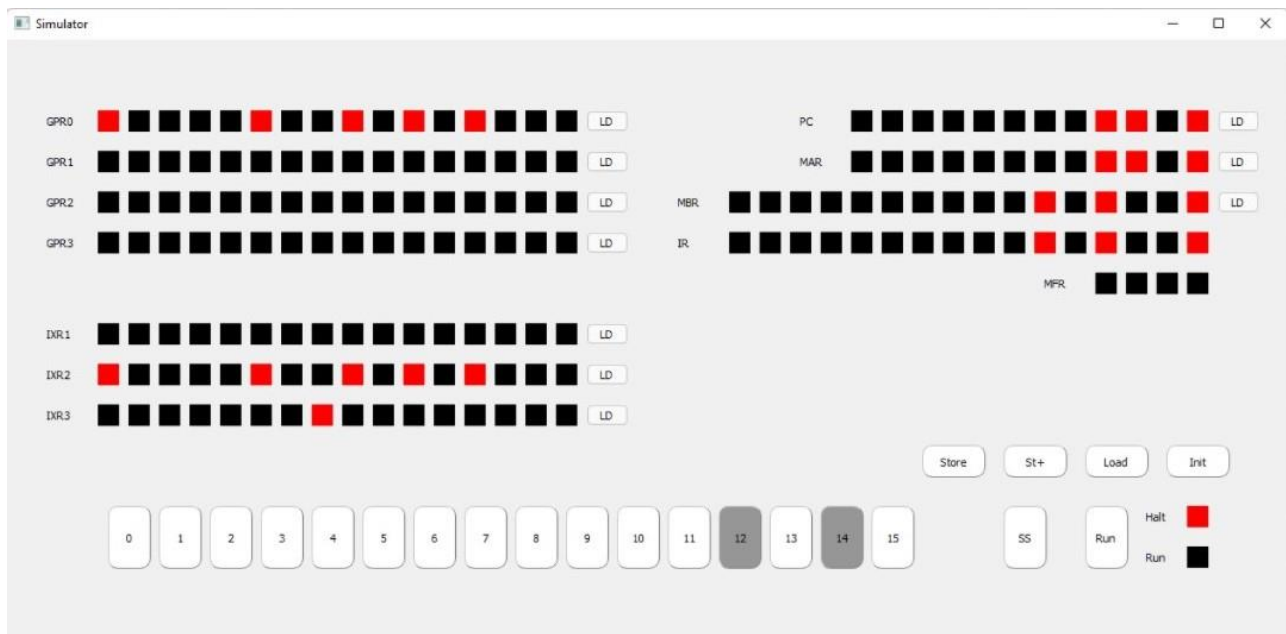 Simulator
GPR0 LD PC LD
GPR1 LD MAR LD
GPR2 LD MBR LD
GPR3 LD IR
MFR
IXR1 LD
IXR2 LD
IXR3 LD
Store St+ Load Init
0 1 2 3 4 5 6 7 8 9 10 11 12 13 14 15 SS Run Halt
Run